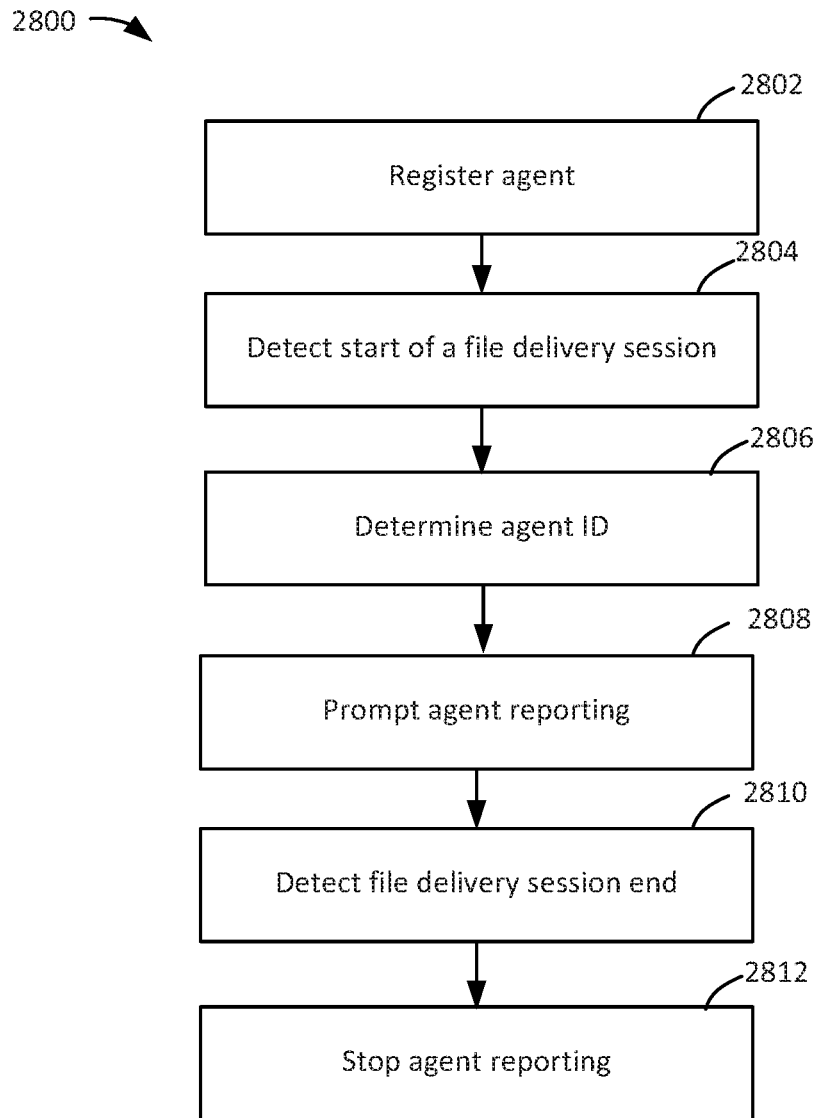 2800
2802
Register agent
2804
Detect start of a file delivery session
2806
Determine agent ID
2808
Prompt agent reporting
2810
Detect file delivery session end
2812
Stop agent reporting